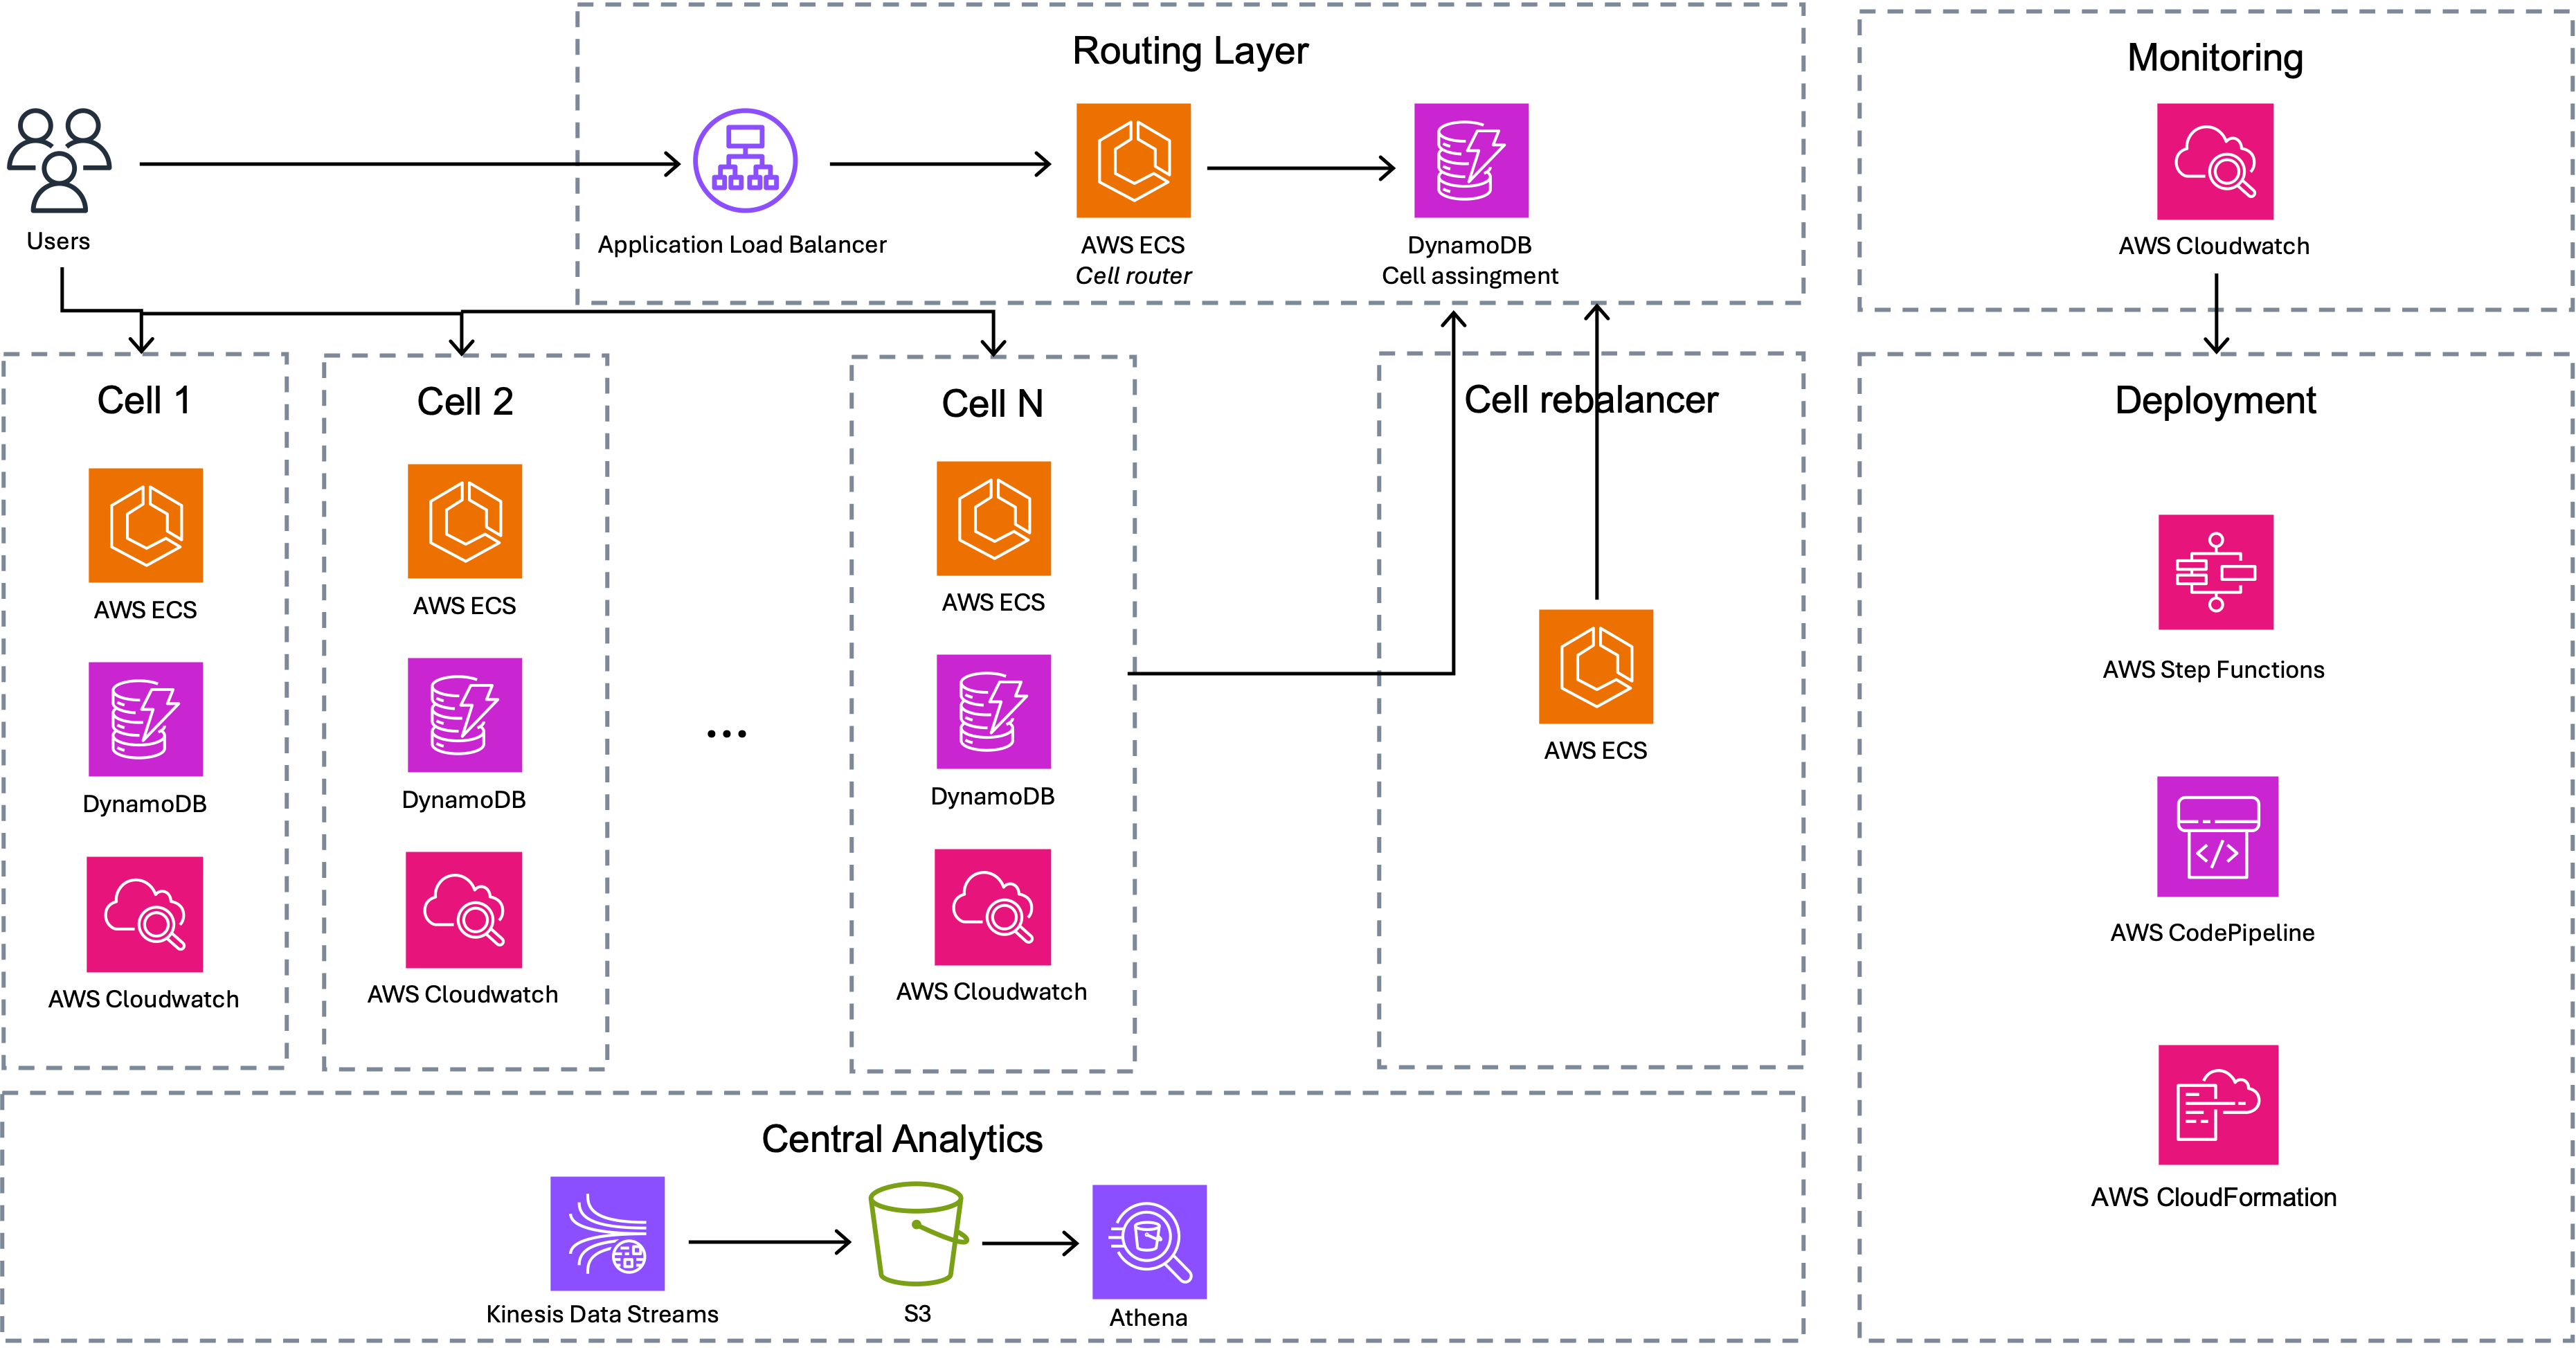 Routing Layer
Monitoring
Users
Application Load Balancer
AWS ECS
Cell router
DynamoDB
Cell assingment
AWS Cloudwatch
Cell 1
AWS ECS
DynamoDB
AWS Cloudwatch
Cell 2
AWS ECS
DynamoDB
AWS Cloudwatch
...
Cell N
AWS ECS
DynamoDB
AWS Cloudwatch
Cell rebalancer
AWS ECS
Deployment
AWS Step Functions
AWS CodePipeline
AWS CloudFormation
Central Analytics
Kinesis Data Streams
S3
Athena